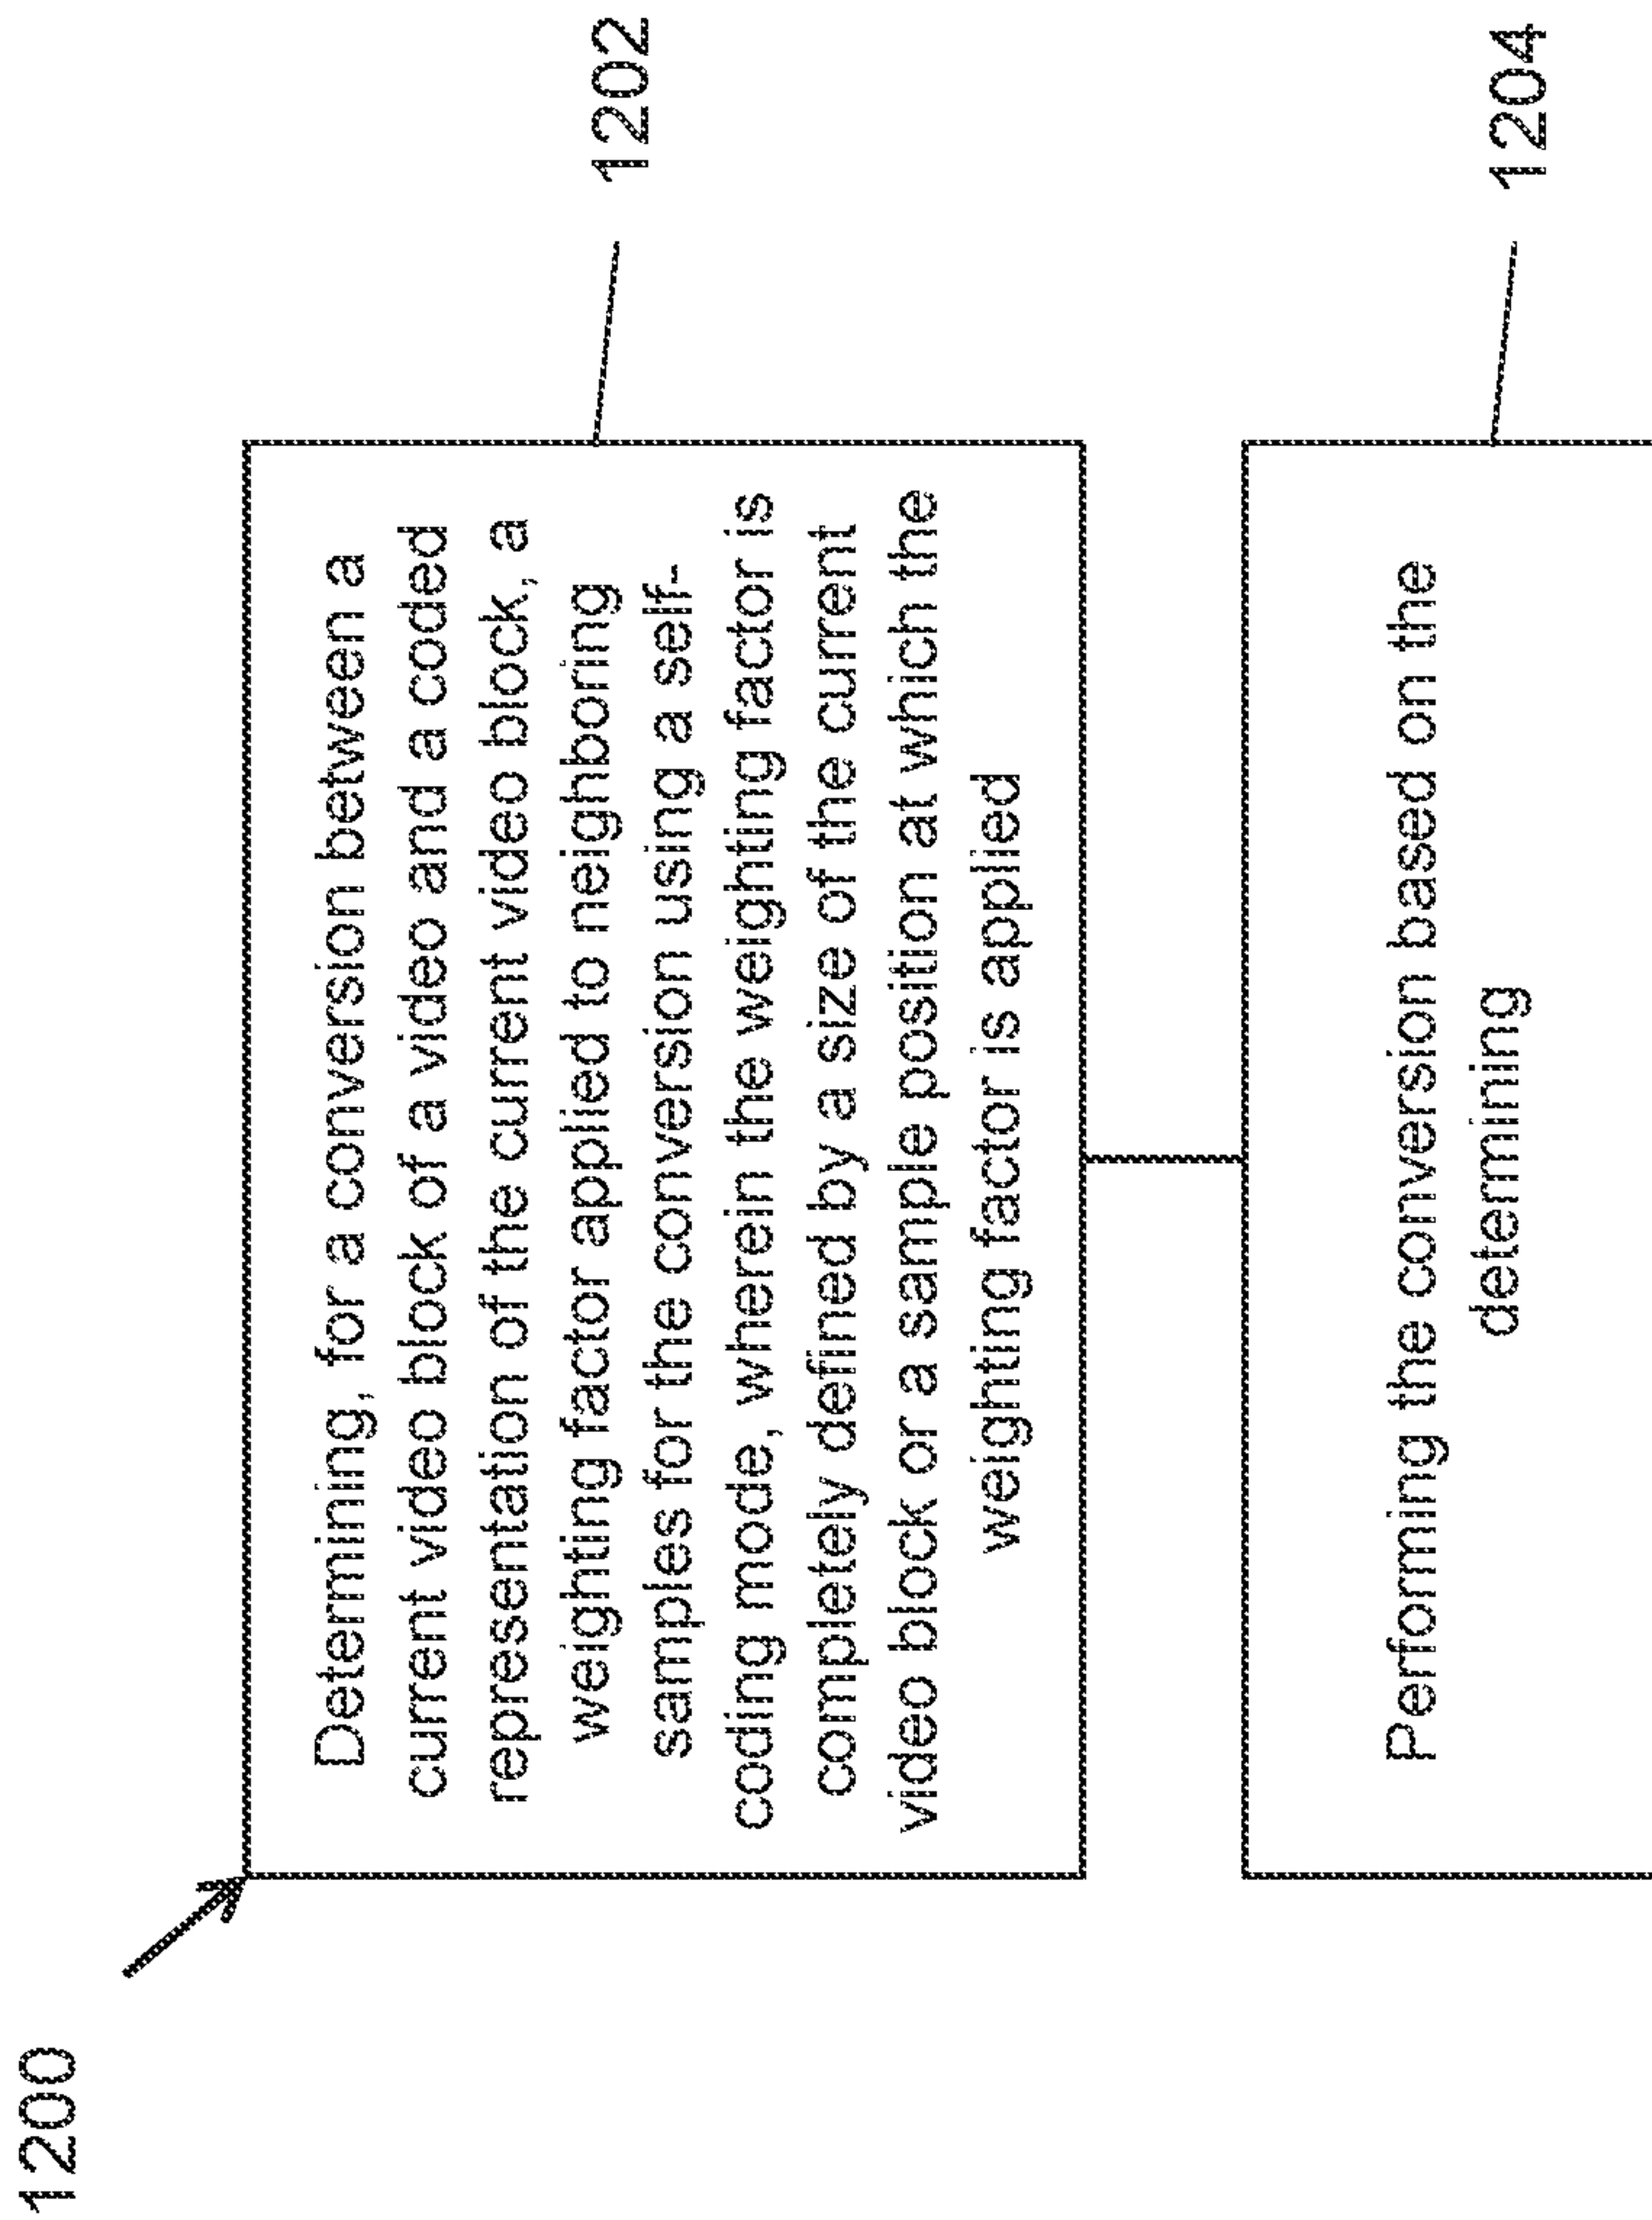 1200
Determining, for a conversion between a
current video block of a video and a coded
representation of the current video block, a
weighting factor applied to neighboring
samples for the conversion using a self-
coding mode, wherein the weighting factor is
completely defined by a size of the current
video block or a sample position at which the
weighting factor is applied
1202
Performing the conversion based on the
determining
1204